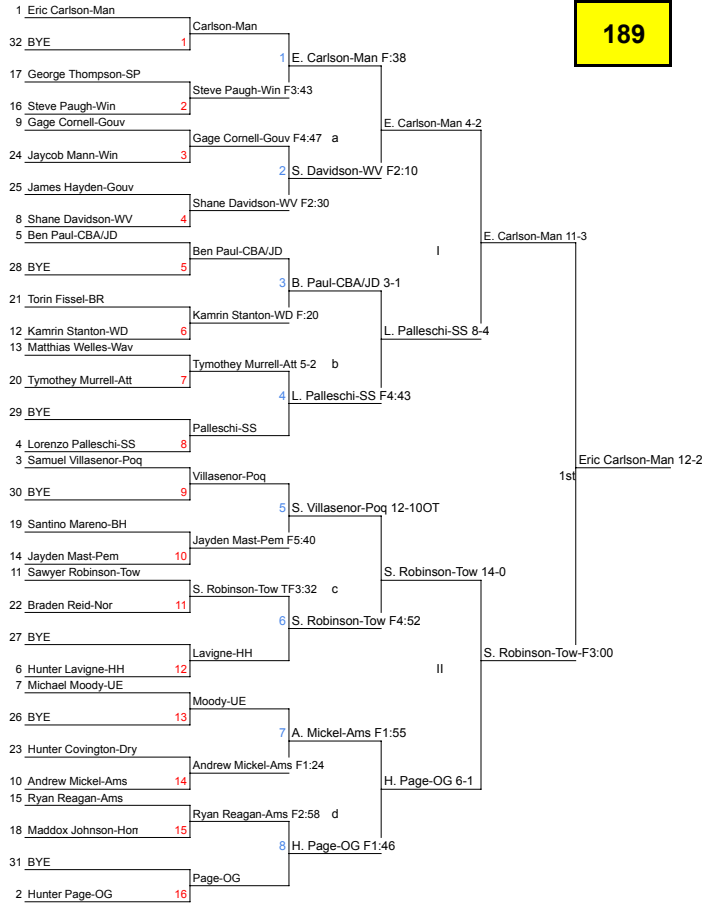 189
1 Eric Carlson-Man
Carlson-Man
32 BYE 1
1 E. Carlson-Man F:38
17 George Thompson-SP
Steve Paugh-Win F3:43
16 Steve Paugh-Win 2
E. Carlson-Man 4-2
9 Gage Cornell-Gouv
Gage Cornell-Gouv F4:47 a
24 Jaycob Mann-Win 3
2 S. Davidson-WV F2:10
25 James Hayden-Gouv
Shane Davidson-WV F2:30
8 Shane Davidson-WV 4
E. Carlson-Man 11-3
I
5 Ben Paul-CBA/JD
Ben Paul-CBA/JD
28 BYE 5
3 B. Paul-CBA/JD 3-1
21 Torin Fissel-BR
Kamrin Stanton-WD F:20
12 Kamrin Stanton-WD 6
L. Palleschi-SS 8-4
13 Matthias Welles-Wav
Tymothey Murrell-Att 5-2 b
20 Tymothey Murrell-Att 7
4 L. Palleschi-SS F4:43
29 BYE
Palleschi-SS
4 Lorenzo Palleschi-SS 8
Eric Carlson-Man 12-2
1st
3 Samuel Villasenor-Poq
Villasenor-Poq
30 BYE 9
5 S. Villasenor-Poq 12-10OT
19 Santino Mareno-BH
Jayden Mast-Pem F5:40
14 Jayden Mast-Pem 10
S. Robinson-Tow 14-0
11 Sawyer Robinson-Tow
S. Robinson-Tow TF3:32 c
22 Braden Reid-Nor 11
6 S. Robinson-Tow F4:52
27 BYE
Lavigne-HH
6 Hunter Lavigne-HH 12
S. Robinson-Tow-F3:00
II
7 Michael Moody-UE
Moody-UE
26 BYE 13
7 A. Mickel-Ams F1:55
23 Hunter Covington-Dry
Andrew Mickel-Ams F1:24
10 Andrew Mickel-Ams 14
H. Page-OG 6-1
15 Ryan Reagan-Ams
Ryan Reagan-Ams F2:58 d
18 Maddox Johnson-Hom 15
8 H. Page-OG F1:46
31 BYE
Page-OG
2 Hunter Page-OG 16